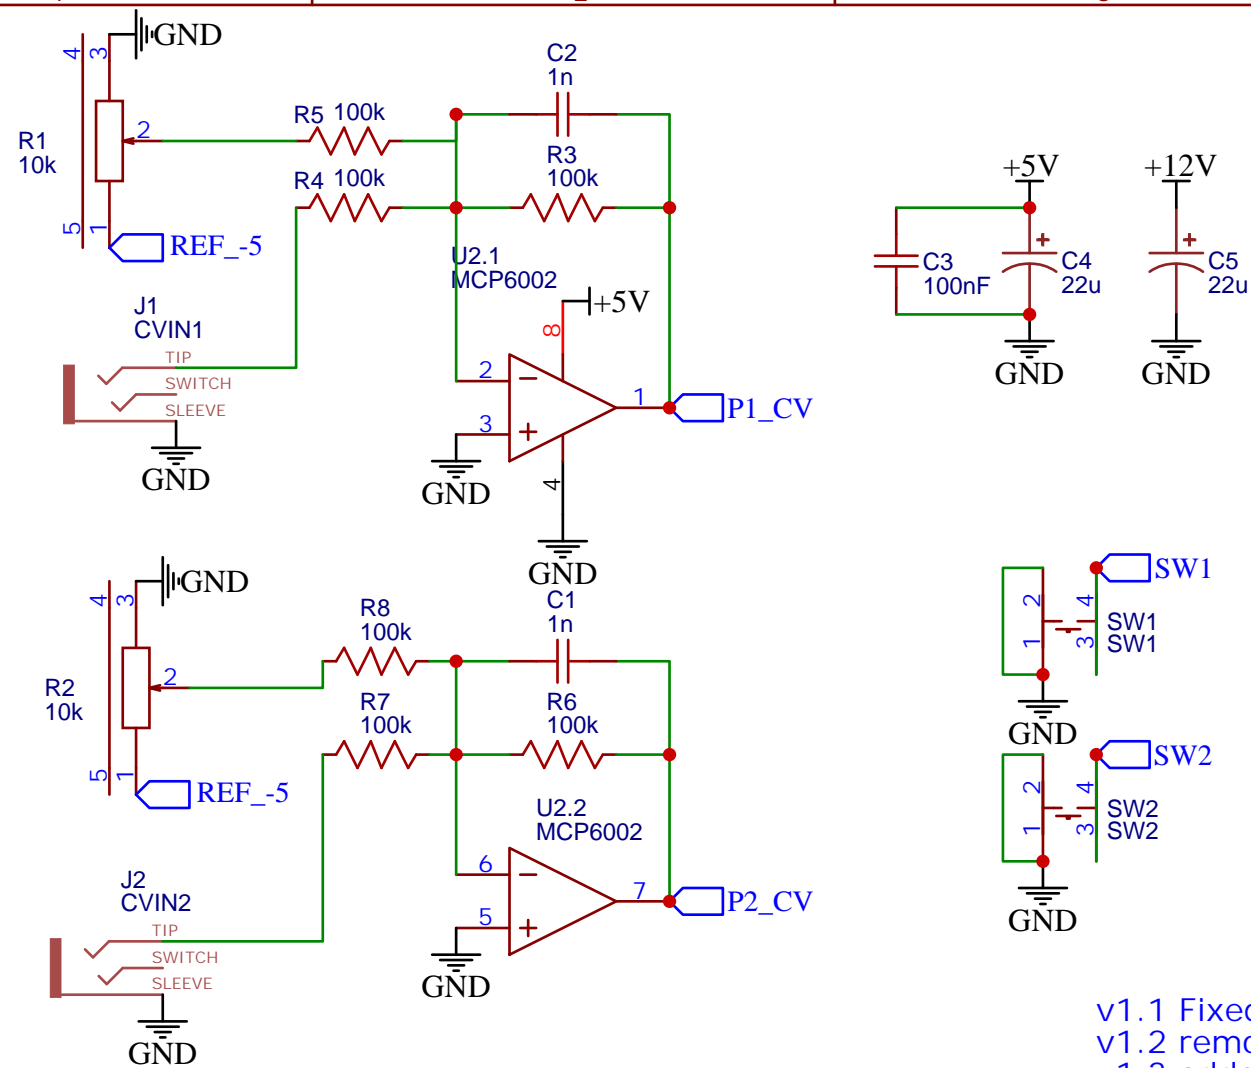 GND
4
3
R1
10k
2
5
1
REF_-5
R5 100k
R4 100k
C2
1n
R3
100k
U2.1
MCP6002
+5V
8
2
3
1
4
P1_CV
GND
GND
J1
CVIN1
TIP
SWITCH
SLEEVE
GND
+5V
+12V
C3
100nF
C4
22u
C5
22u
GND
GND
GND
4
3
R2
10k
2
5
1
REF_-5
R8
100k
R7
100k
C1
1n
R6
100k
U2.2
MCP6002
6
5
7
P2_CV
GND
J2
CVIN2
TIP
SWITCH
SLEEVE
GND
SW1
2
1
4
3
SW1
SW1
GND
SW2
2
1
4
3
SW2
SW2
GND
v1.1
v1.2